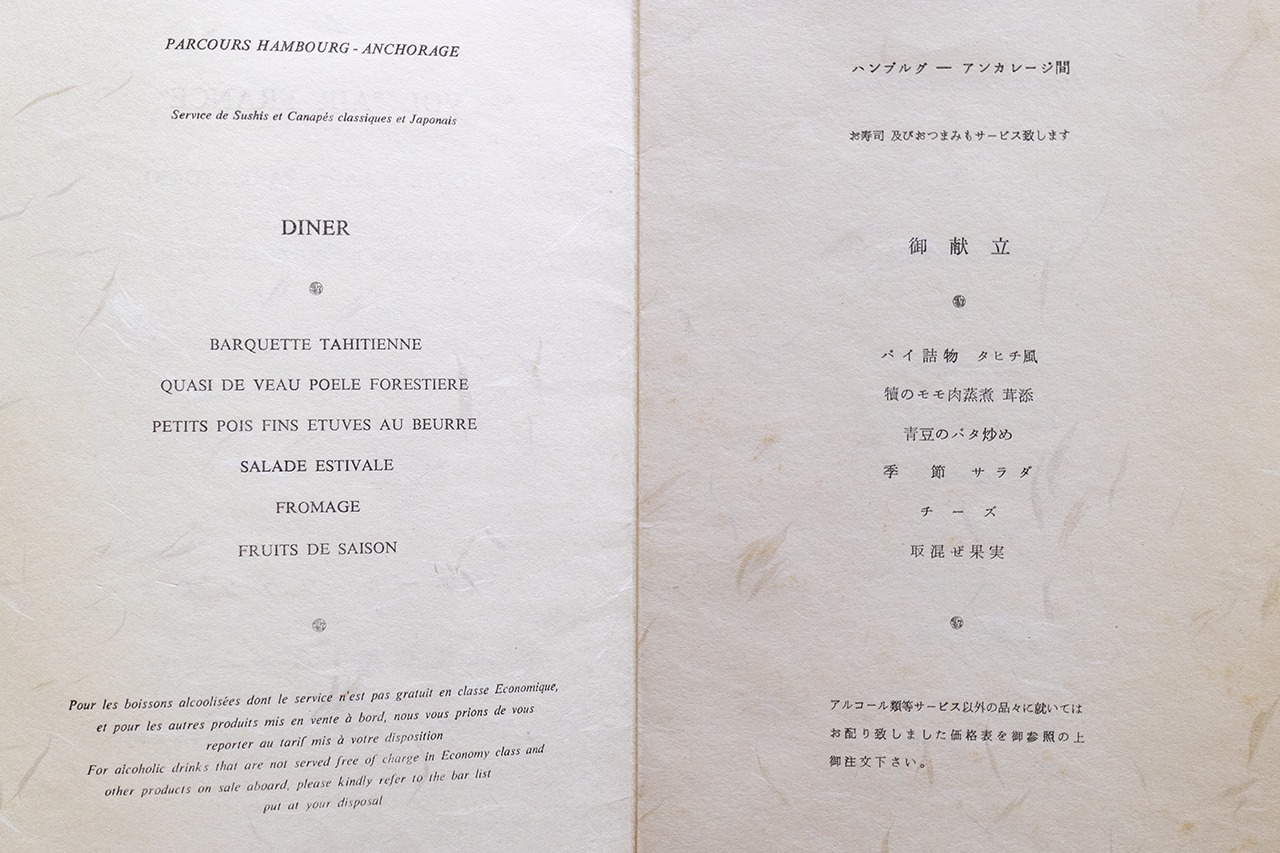 PARCOURS HAMBOURG - ANCHORAGE
Service de Sushis et Canapés classiques et Japonais
DINER
BARQUETTE TAHITIENNE
QUASI DE VEAU POELE FORESTIERE
PETITS POIS FINS ETUVES AU BEURRE
SALADE ESTIVALE
FROMAGE
FRUITS DE SAISON
Pour les boissons alcoolisées dont le service n'est pas gratuit en classe Economique,
et pour les autres produits mis en vente à bord, nous vous prions de vous
reporter au tarif mis à votre disposition
For alcoholic drinks that are not served free of charge in Economy class and
other products on sale aboard, please kindly refer to the bar list
put at your disposal
ハンブルグ ― アンカレージ間
お寿司 及びおつまみもサービス致します
御献立
パイ詰物 タヒチ風
犢のモモ肉蒸煮 茸添
青豆のバタ炒め
季節 サラダ
チーズ
取混ぜ果実
アルコール類等サービス以外の品々に就いては
お配り致しました価格表を御参照の上
御注文下さい。